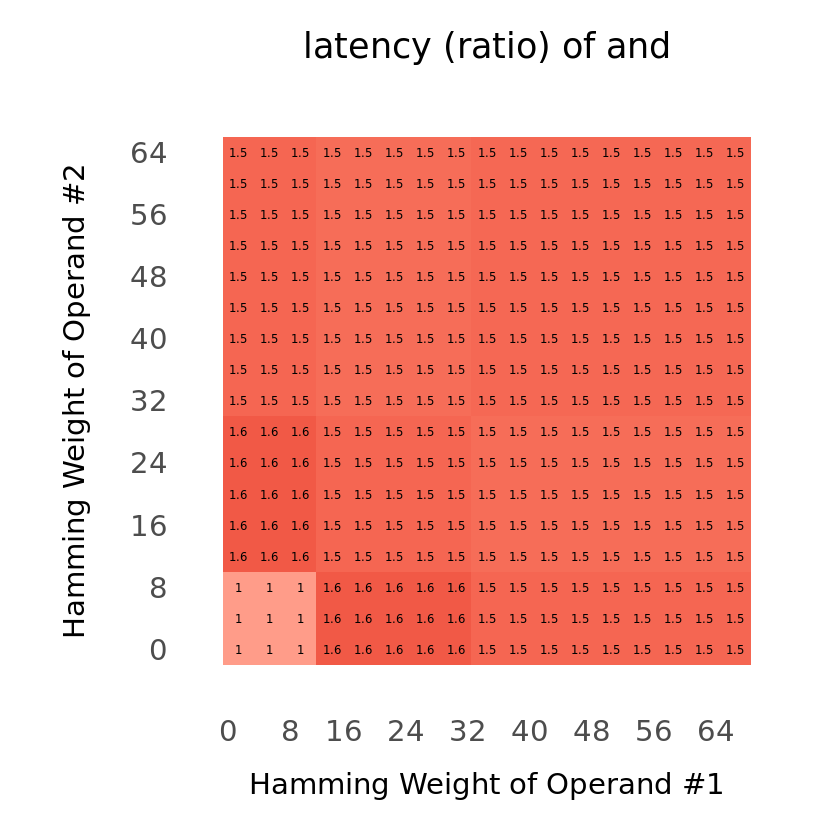 latency (ratio) of and
Hamming Weight of Operand #2
64 1.5 1.5 1.5 1.5 1.5 1.5 1.5 1.5 1.5 1.5 1.5 1.5 1.5 1.5 1.5 1.5 1.5
1.5 1.5 1.5 1.5 1.5 1.5 1.5 1.5 1.5 1.5 1.5 1.5 1.5 1.5 1.5 1.5 1.5
56 1.5 1.5 1.5 1.5 1.5 1.5 1.5 1.5 1.5 1.5 1.5 1.5 1.5 1.5 1.5 1.5 1.5
1.5 1.5 1.5 1.5 1.5 1.5 1.5 1.5 1.5 1.5 1.5 1.5 1.5 1.5 1.5 1.5 1.5
48 1.5 1.5 1.5 1.5 1.5 1.5 1.5 1.5 1.5 1.5 1.5 1.5 1.5 1.5 1.5 1.5 1.5
1.5 1.5 1.5 1.5 1.5 1.5 1.5 1.5 1.5 1.5 1.5 1.5 1.5 1.5 1.5 1.5 1.5
40 1.5 1.5 1.5 1.5 1.5 1.5 1.5 1.5 1.5 1.5 1.5 1.5 1.5 1.5 1.5 1.5 1.5
1.5 1.5 1.5 1.5 1.5 1.5 1.5 1.5 1.5 1.5 1.5 1.5 1.5 1.5 1.5 1.5 1.5
32 1.5 1.5 1.5 1.5 1.5 1.5 1.5 1.5 1.5 1.5 1.5 1.5 1.5 1.5 1.5 1.5 1.5
1.6 1.6 1.6 1.5 1.5 1.5 1.5 1.5 1.5 1.5 1.5 1.5 1.5 1.5 1.5 1.5 1.5
24 1.6 1.6 1.6 1.5 1.5 1.5 1.5 1.5 1.5 1.5 1.5 1.5 1.5 1.5 1.5 1.5 1.5
1.6 1.6 1.6 1.5 1.5 1.5 1.5 1.5 1.5 1.5 1.5 1.5 1.5 1.5 1.5 1.5 1.5
16 1.6 1.6 1.6 1.5 1.5 1.5 1.5 1.5 1.5 1.5 1.5 1.5 1.5 1.5 1.5 1.5 1.5
1.6 1.6 1.6 1.5 1.5 1.5 1.5 1.5 1.5 1.5 1.5 1.5 1.5 1.5 1.5 1.5 1.5
8 1 1 1 1.6 1.6 1.6 1.6 1.6 1.5 1.5 1.5 1.5 1.5 1.5 1.5 1.5 1.5
1 1 1 1.6 1.6 1.6 1.6 1.6 1.5 1.5 1.5 1.5 1.5 1.5 1.5 1.5 1.5
0 1 1 1 1.6 1.6 1.6 1.6 1.6 1.5 1.5 1.5 1.5 1.5 1.5 1.5 1.5 1.5
0 8 16 24 32 40 48 56 64
Hamming Weight of Operand #1